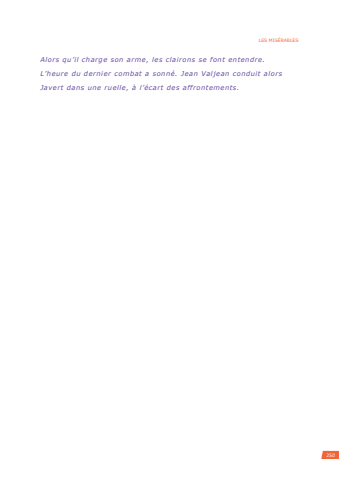 LES MISÉRABLES
Alors qu'il charge son arme, les clairons se font entendre.
L'heure du dernier combat a sonné. Jean Valjean conduit alors
Javert dans une ruelle, à l'écart des affrontements.
250